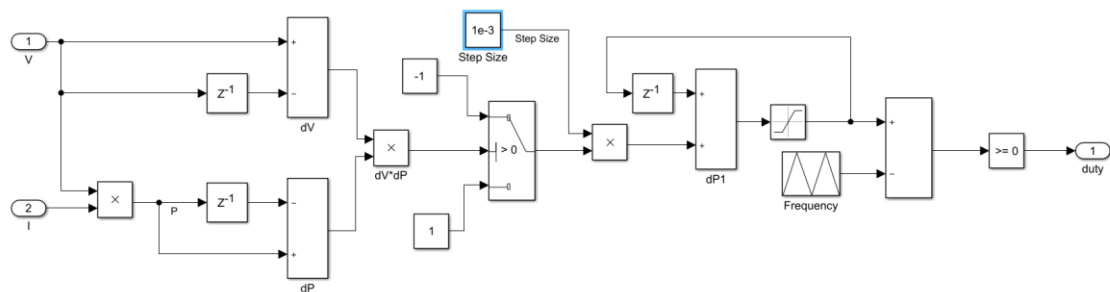 1
V
Z-1
+
−
dV
2
I
×
P
Z-1
−
+
dP
×
dV*dP
-1
1e-3
Step Size
Step Size
> 0
1
×
Z-1
+
+
dP1
Frequency
+
−
>= 0
1
duty